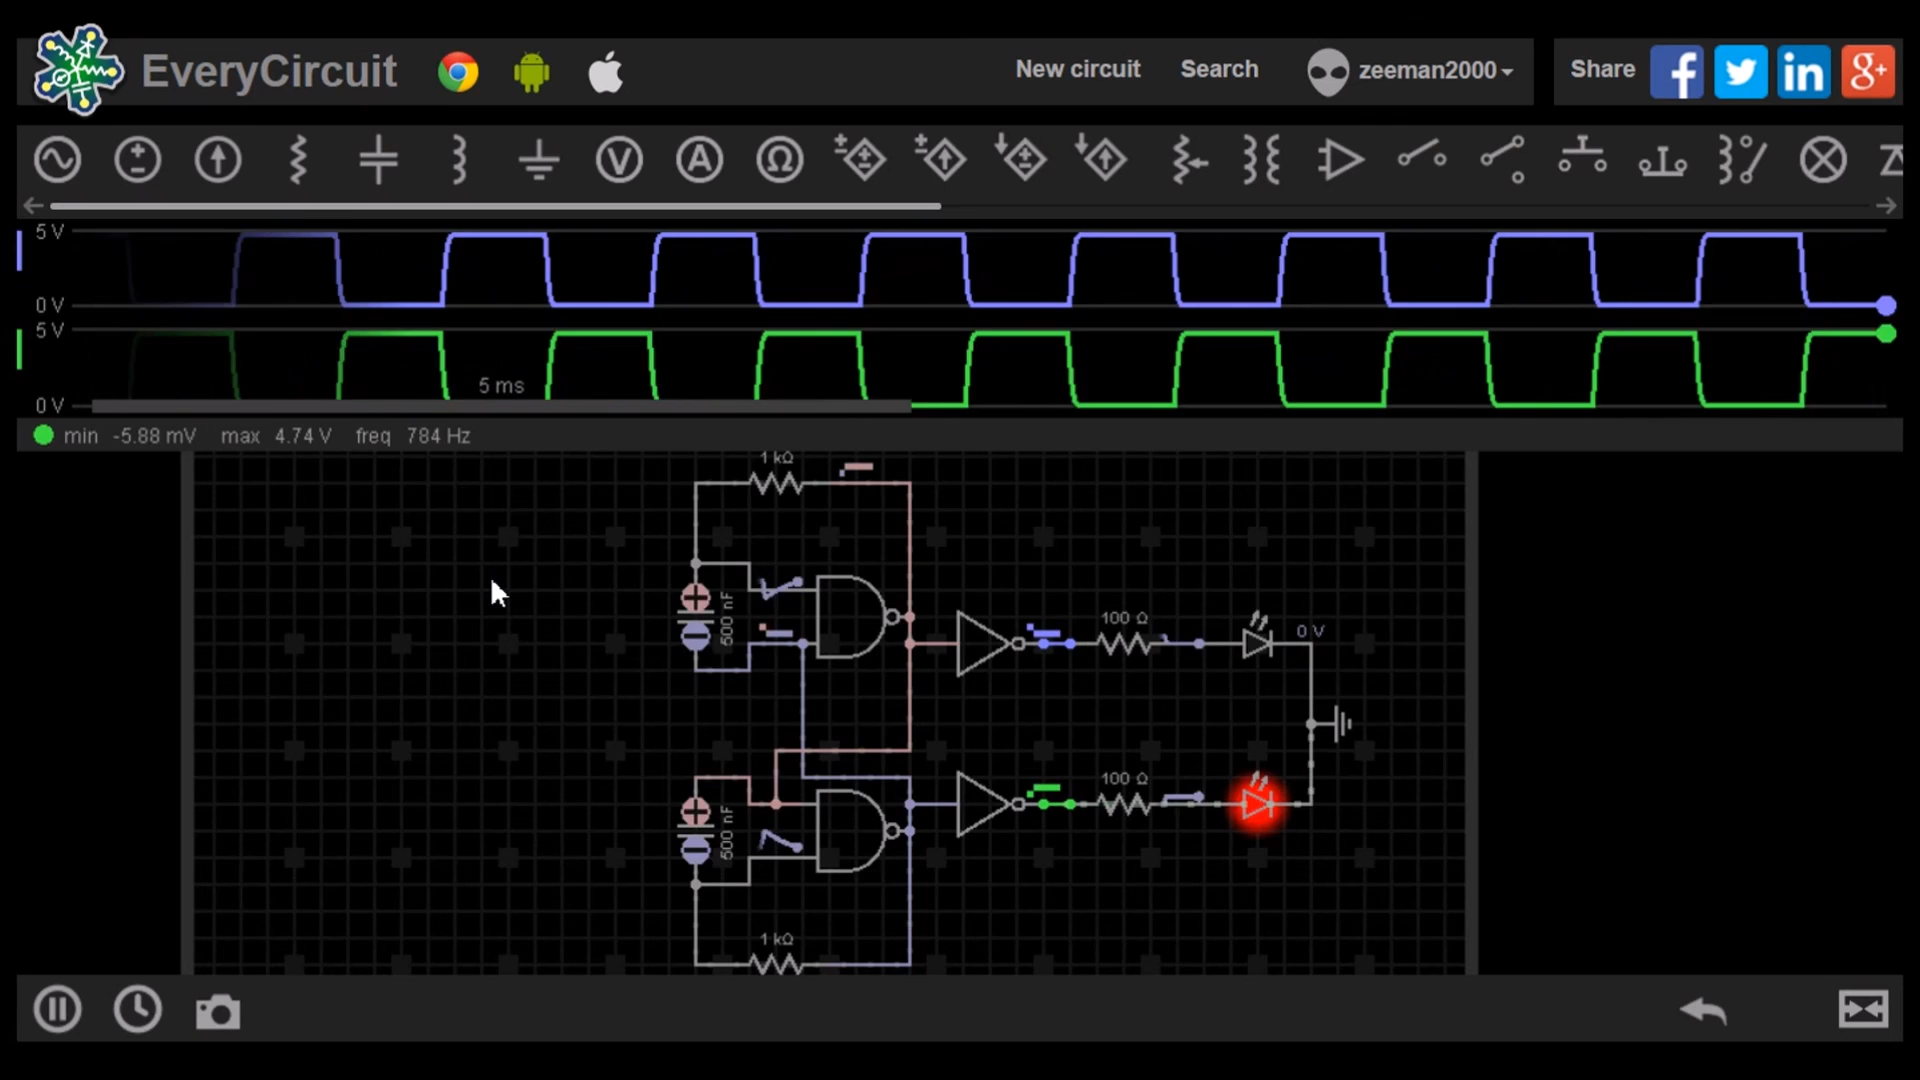 EveryCircuit
New circuit
Search
zeeman2000
Share
5 V
0 V
5 V
5 ms
0 V
min -5.88 mV max 4.74 V freq 784 Hz
1 kΩ
500 nF
100 Ω
0 V
100 Ω
500 nF
1 kΩ